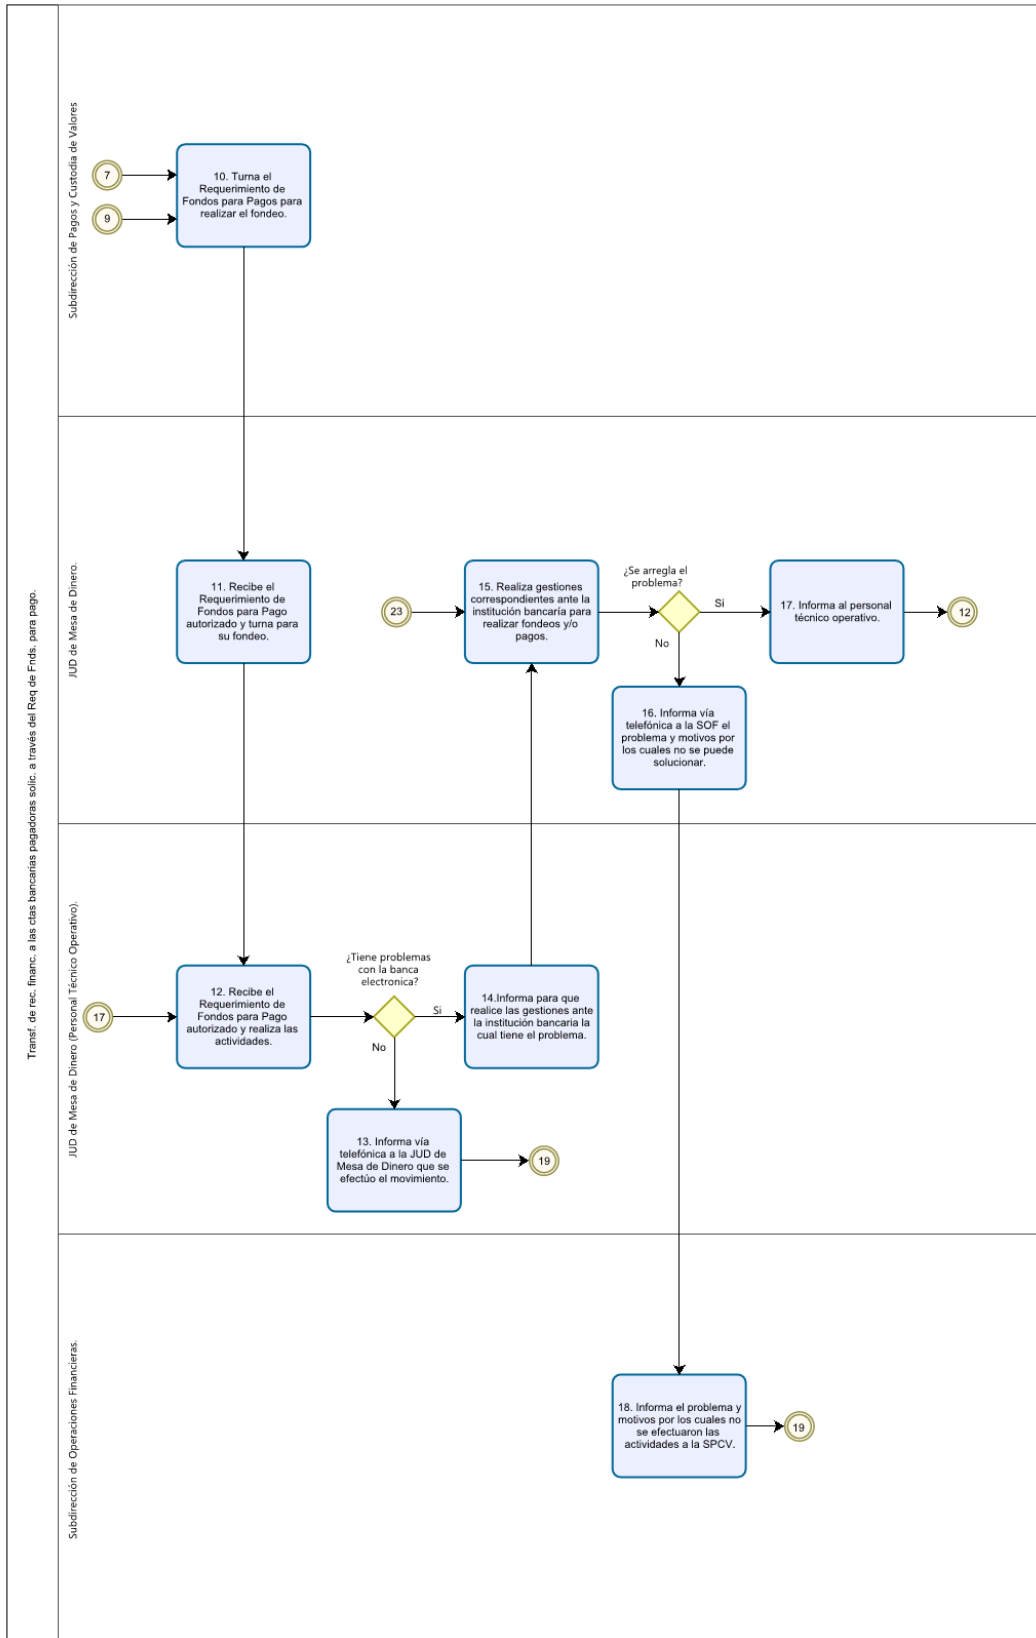 Transf. de rec. financ. a las ctas bancarias pagadoras solic. a través del Req de Fnds. para pago.
Subdirección de Pagos y Custodia de Valores
7
9
10. Turna el
Requerimiento de
Fondos para Pagos para
realizar el fondeo.
JUD de Mesa de Dinero.
11. Recibe el
Requerimiento de
Fondos para Pago
autorizado y turna para
su fondeo.
23
15. Realiza gestiones
correspondientes ante la
institución bancaría para
realizar fondeos y/o
pagos.
¿Se arregla el
problema?
Si
No
17. Informa al personal
técnico operativo.
12
16. Informa vía
telefónica a la SOF el
problema y motivos por
los cuales no se puede
solucionar.
JUD de Mesa de Dinero (Personal Técnico Operativo).
17
12. Recibe el
Requerimiento de
Fondos para Pago
autorizado y realiza las
actividades.
¿Tiene problemas
con la banca
electronica?
Si
No
14.Informa para que
realice las gestiones ante
la institución bancaria la
cual tiene el problema.
13. Informa vía
telefónica a la JUD de
Mesa de Dinero que se
efectúo el movimiento.
19
Subdirección de Operaciones Financieras.
18. Informa el problema y
motivos por los cuales no
se efectuaron las
actividades a la SPCV.
19